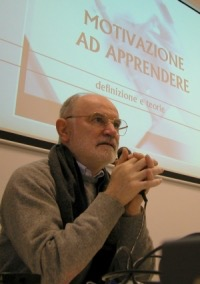 MOTIVAZIONE
AD APPRENDERE
definizione e teorie